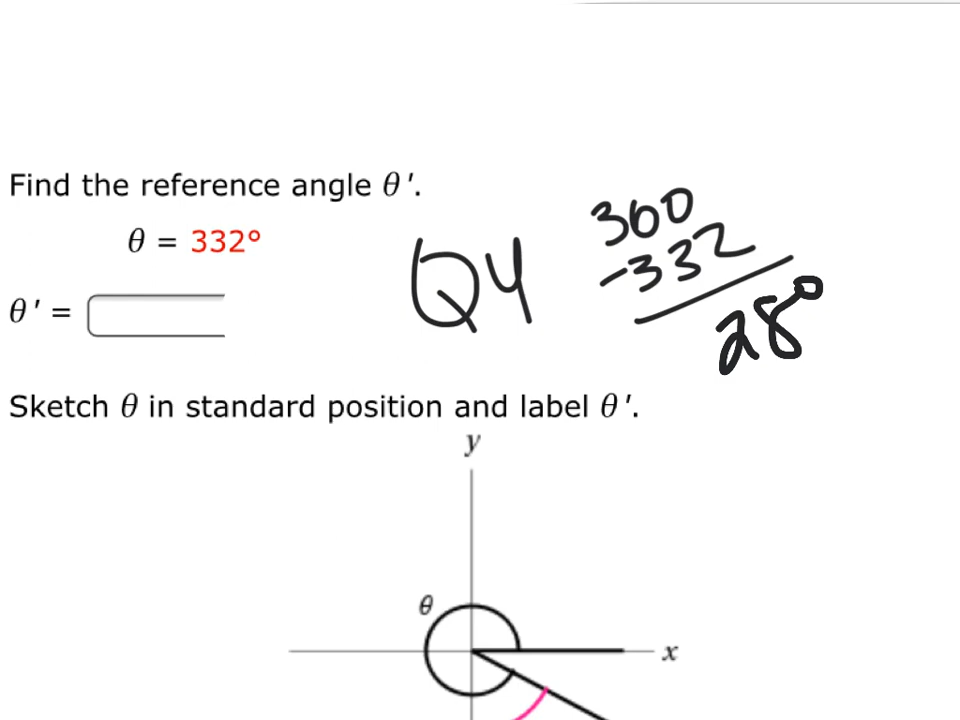 Find the reference angle θ′.
θ = 332°
θ′ =
Q4
360
-332
28°
Sketch θ in standard position and label θ′.
y
θ
x